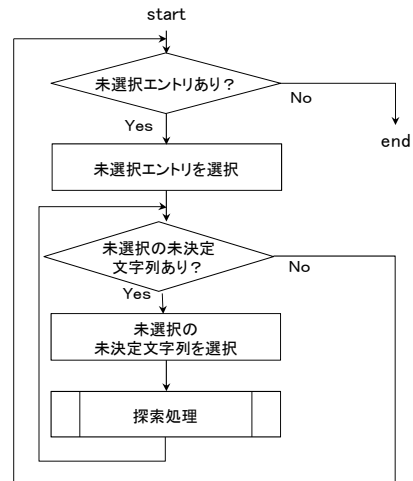 start
未選択エントリあり?
No
Yes
end
未選択エントリを選択
未選択の未決定
文字列あり?
No
Yes
未選択の
未決定文字列を選択
探索処理